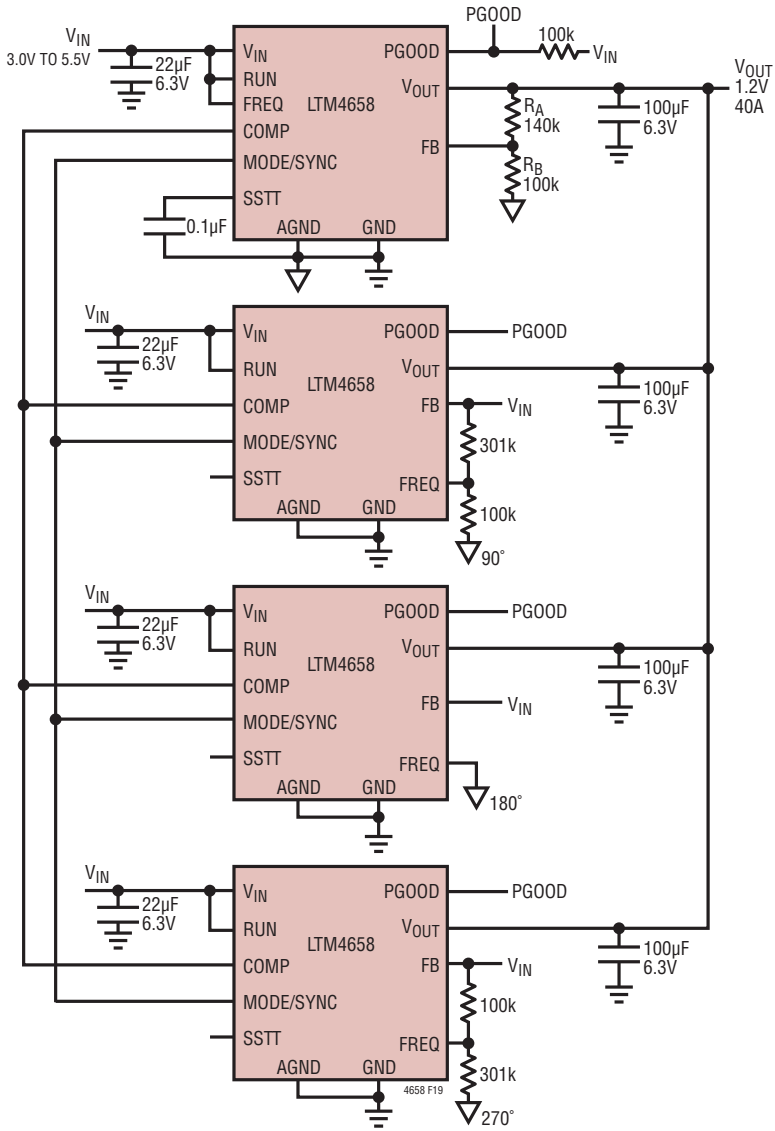 PGOOD
100k
VIN
VIN
3.0V TO 5.5V
22µF
6.3V
VIN
RUN
FREQ
COMP
MODE/SYNC
SSTT
LTM4658
PGOOD
VOUT
FB
AGND
GND
0.1µF
RA
140k
RB
100k
100µF
6.3V
VOUT
1.2V
40A
VIN
22µF
6.3V
VIN
RUN
COMP
MODE/SYNC
SSTT
LTM4658
PGOOD
VOUT
FB
FREQ
AGND
GND
PGOOD
VIN
301k
100k
90°
100µF
6.3V
VIN
22µF
6.3V
VIN
RUN
COMP
MODE/SYNC
SSTT
LTM4658
PGOOD
VOUT
FB
FREQ
AGND
GND
PGOOD
VIN
180°
100µF
6.3V
VIN
22µF
6.3V
VIN
RUN
COMP
MODE/SYNC
SSTT
LTM4658
PGOOD
VOUT
FB
FREQ
AGND
GND
PGOOD
VIN
100k
301k
270°
100µF
6.3V
4658 F19